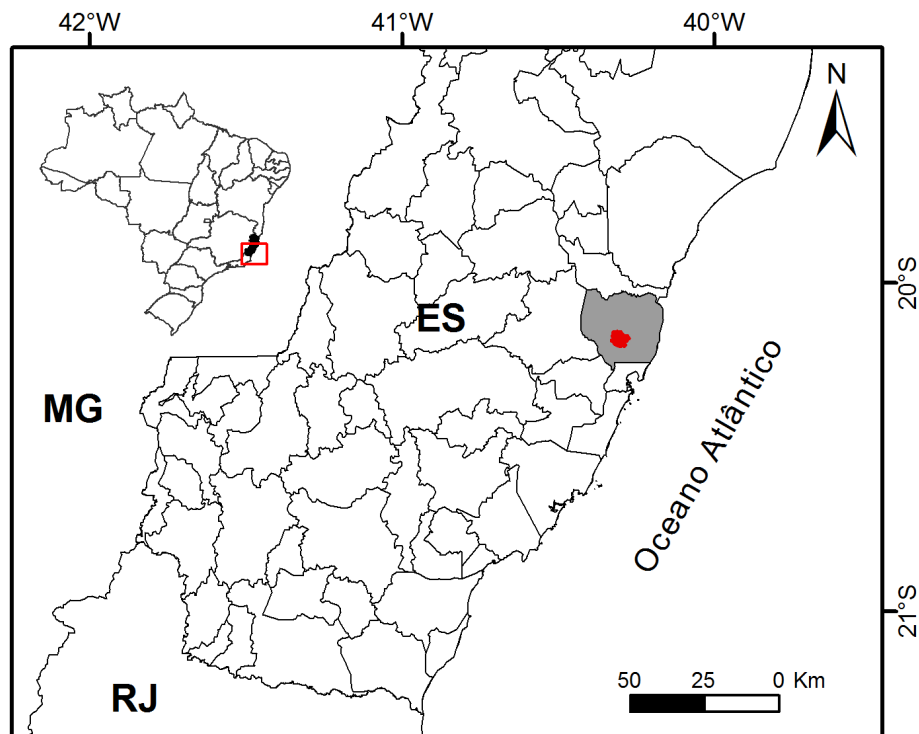 42°W 41°W 40°W
N
20°S
ES
MG
Oceano Atlântico
21°S
50 25 0 Km
RJ